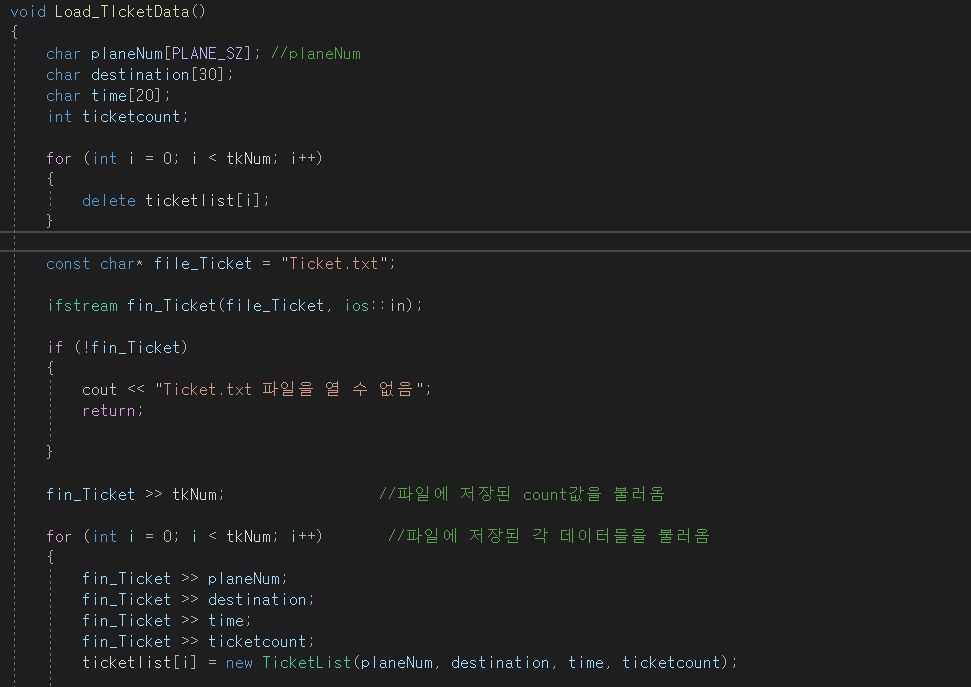 void Load_TIcketData()
{
char planeNum[PLANE_SZ]; //planeNum
char destination[30];
char time[20];
int ticketcount;
for (int i = 0; i < tkNum; i++)
{
delete ticketlist[i];
}
const char* file_Ticket = "Ticket.txt";
ifstream fin_Ticket(file_Ticket, ios::in);
if (!fin_Ticket)
{
cout << "Ticket.txt 파일을 열 수 없음";
return;
}
fin_Ticket >> tkNum; //파일에 저장된 count값을 불러옴
for (int i = 0; i < tkNum; i++) //파일에 저장된 각 데이터들을 불러옴
{
fin_Ticket >> planeNum;
fin_Ticket >> destination;
fin_Ticket >> time;
fin_Ticket >> ticketcount;
ticketlist[i] = new TicketList(planeNum, destination, time, ticketcount);